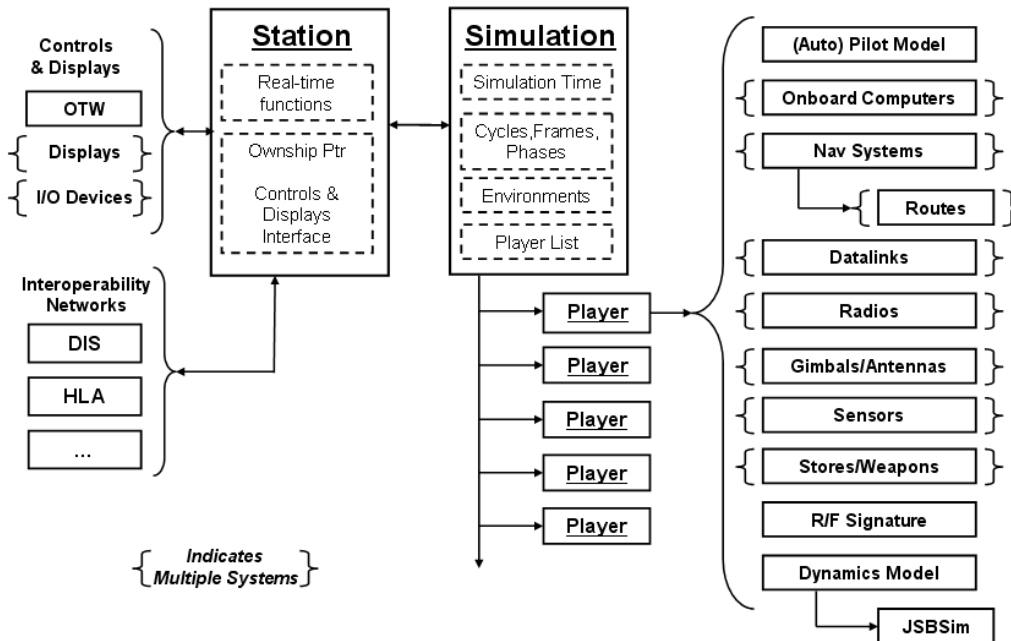 Controls
& Displays
OTW
Displays
I/O Devices
Interoperability
Networks
DIS
HLA
...
Indicates
Multiple Systems
Station
Real-time
functions
Ownship Ptr
Controls &
Displays
Interface
Simulation
Simulation Time
Cycles,Frames,
Phases
Environments
Player List
Player
Player
Player
Player
Player
(Auto) Pilot Model
Onboard Computers
Nav Systems
Routes
Datalinks
Radios
Gimbals/Antennas
Sensors
Stores/Weapons
R/F Signature
Dynamics Model
JSBSim